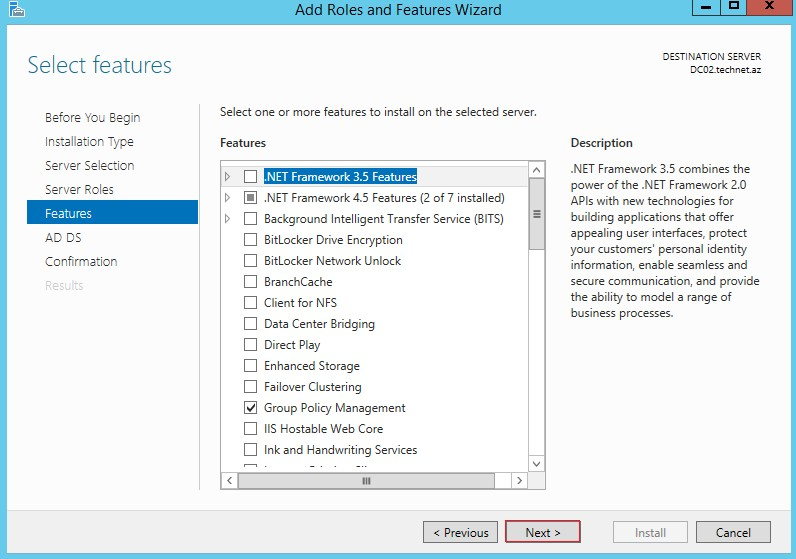 Add Roles and Features Wizard
Select features
DESTINATION SERVER
DC02.technet.az
Before You Begin
Installation Type
Server Selection
Server Roles
Features
AD DS
Confirmation
Results
Select one or more features to install on the selected server.
Features
.NET Framework 3.5 Features
.NET Framework 4.5 Features (2 of 7 installed)
Background Intelligent Transfer Service (BITS)
BitLocker Drive Encryption
BitLocker Network Unlock
BranchCache
Client for NFS
Data Center Bridging
Direct Play
Enhanced Storage
Failover Clustering
Group Policy Management
IIS Hostable Web Core
Ink and Handwriting Services
Description
.NET Framework 3.5 combines the
power of the .NET Framework 2.0
APIs with new technologies for
building applications that offer
appealing user interfaces, protect
your customers' personal identity
information, enable seamless and
secure communication, and provide
the ability to model a range of
business processes.
< Previous
Next >
Install
Cancel